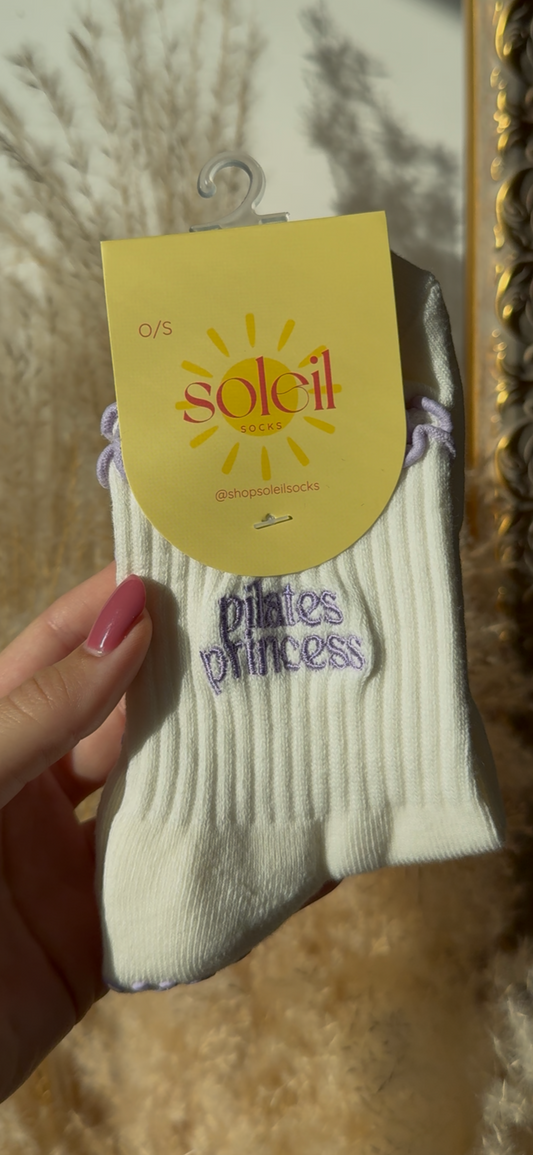 O/S
soleil
SOCKS
@shopsoleilsocks
pilates
princess